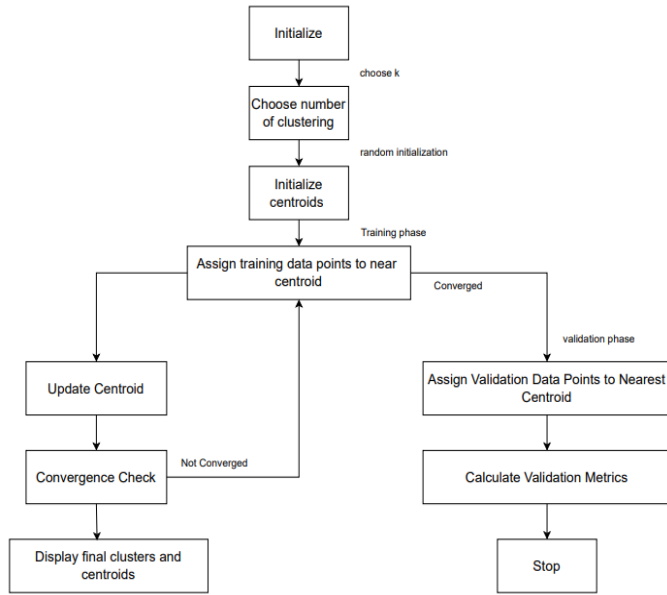 Initialize
choose k
Choose number
of clustering
random initialization
Initialize
centroids
Training phase
Assign training data points to near
centroid
Converged
validation phase
Update Centroid
Assign Validation Data Points to Nearest
Centroid
Not Converged
Convergence Check
Calculate Validation Metrics
Display final clusters and
centroids
Stop